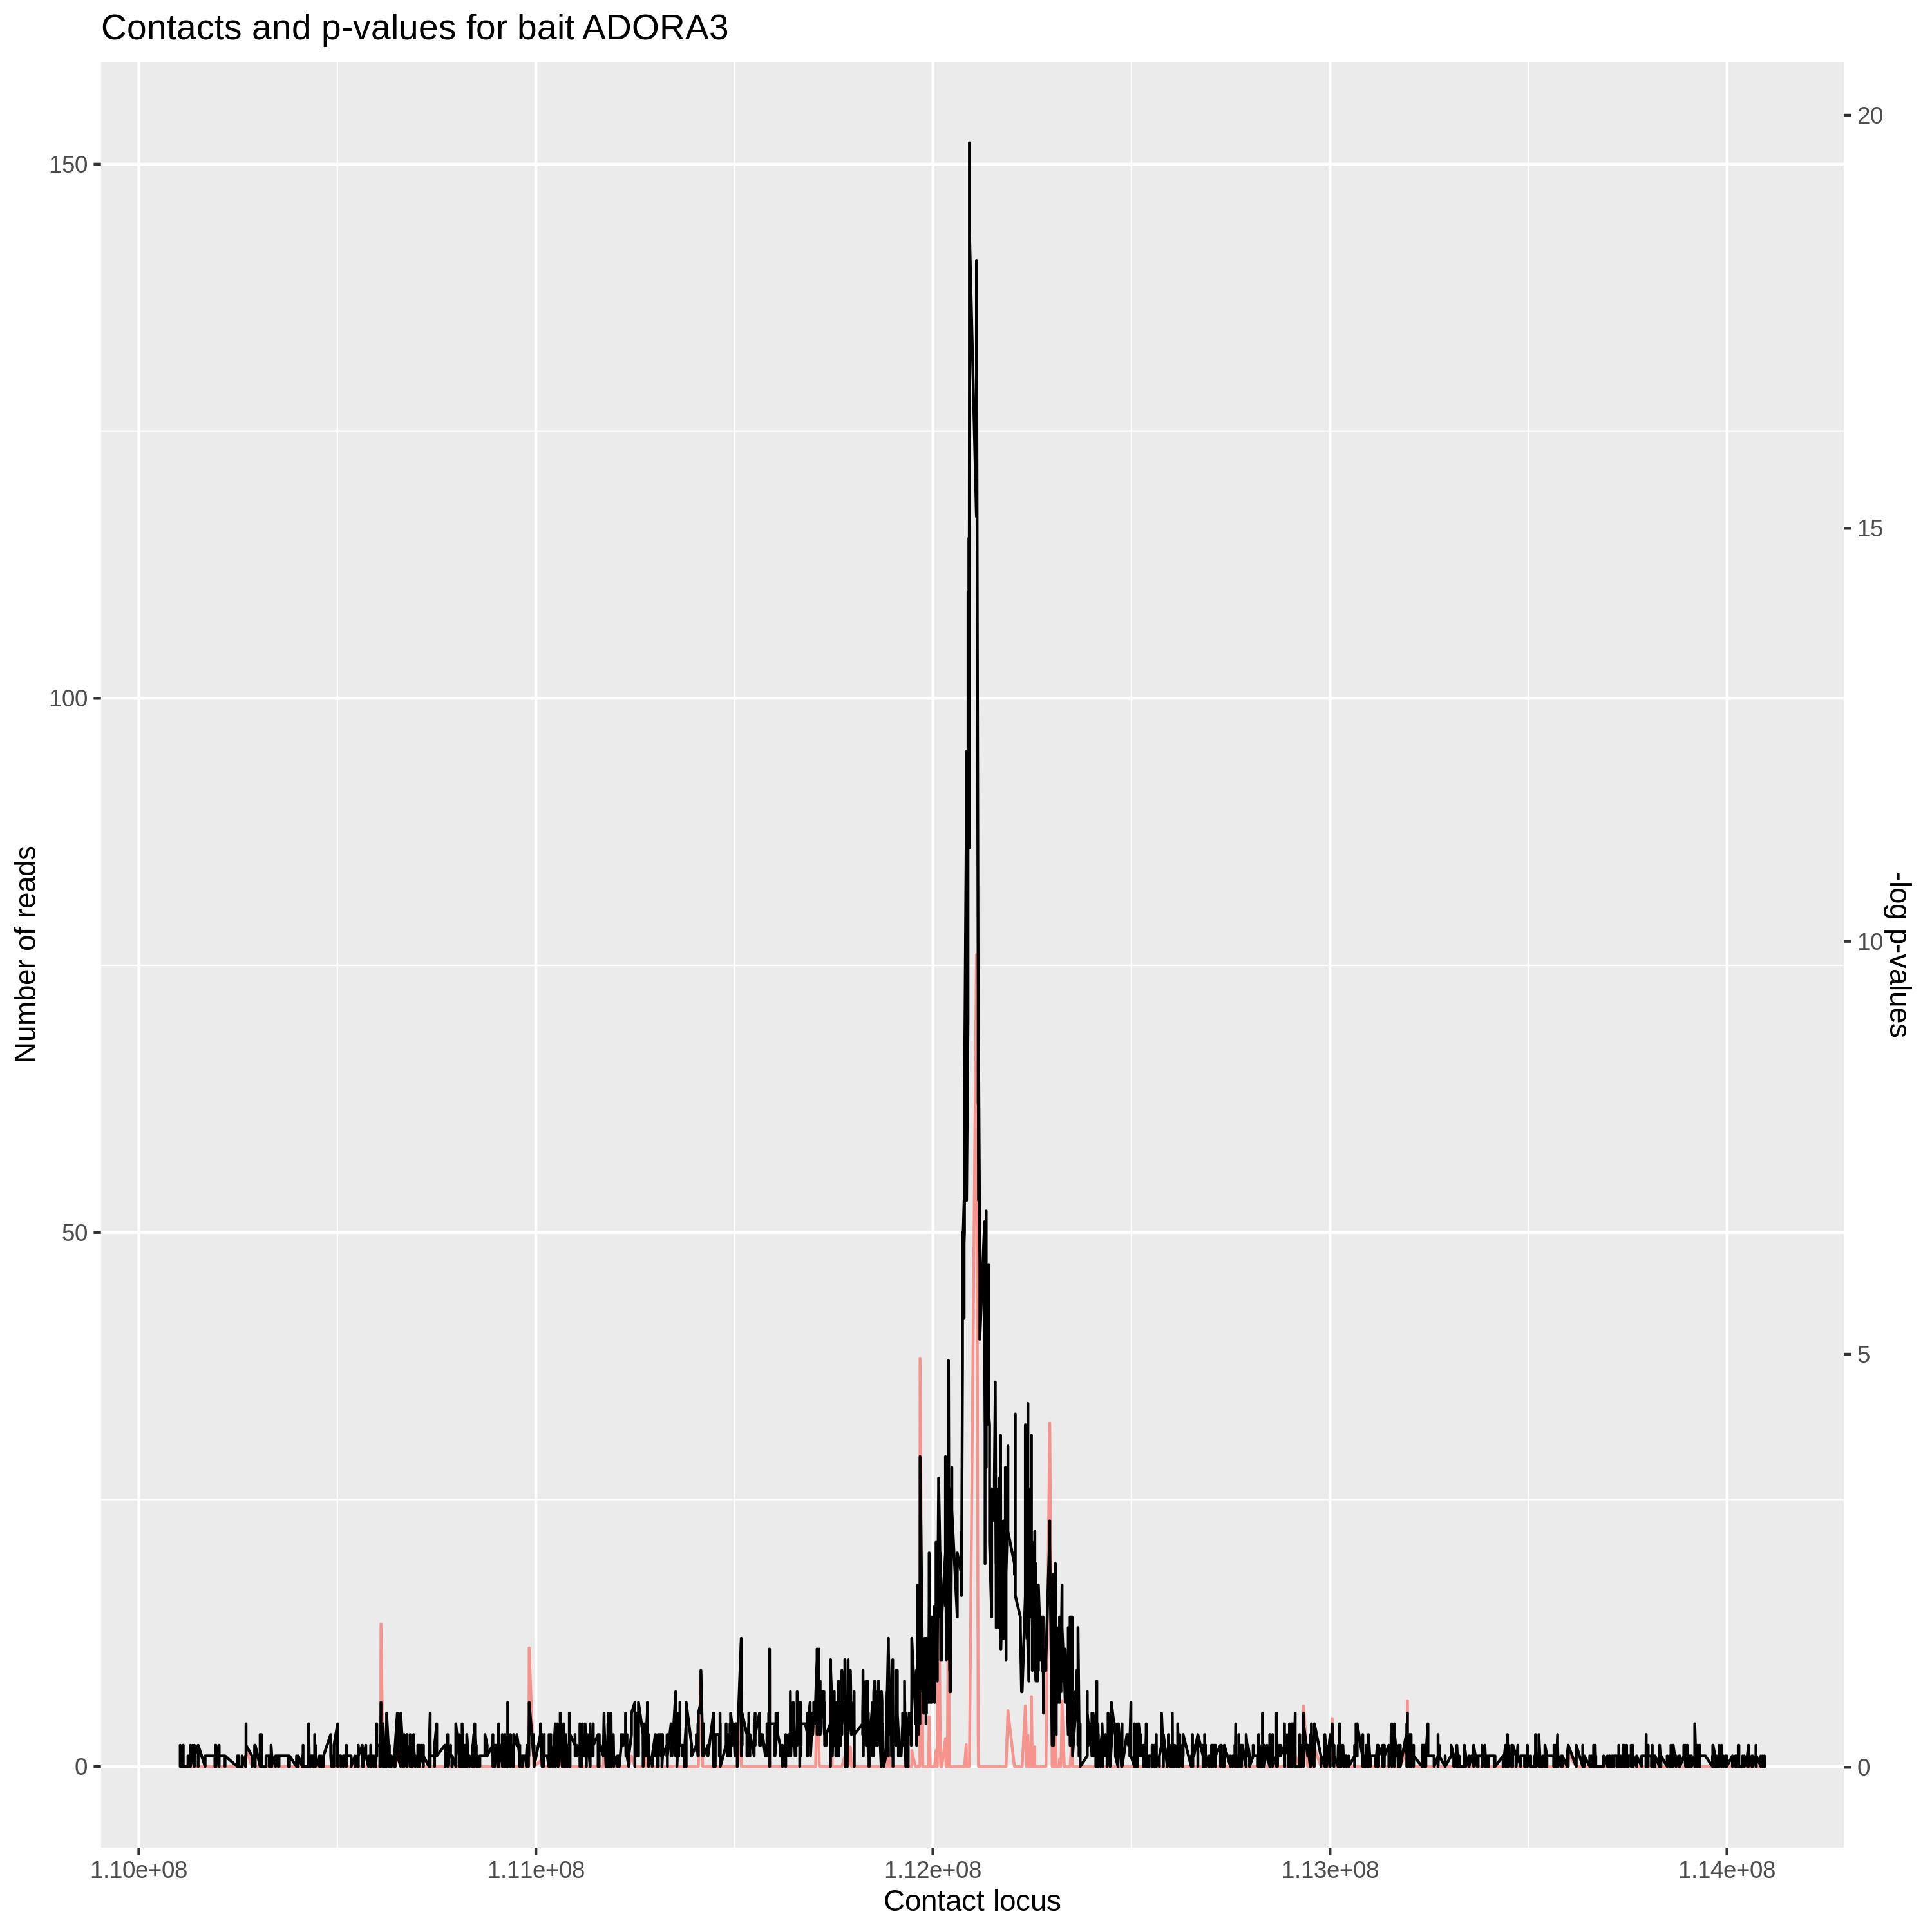 Contacts and p-values for bait ADORA3
150
100
50
0
Number of reads
20
15
10
5
0
-log p-values
1.10e+08
1.11e+08
1.12e+08
1.13e+08
1.14e+08
Contact locus